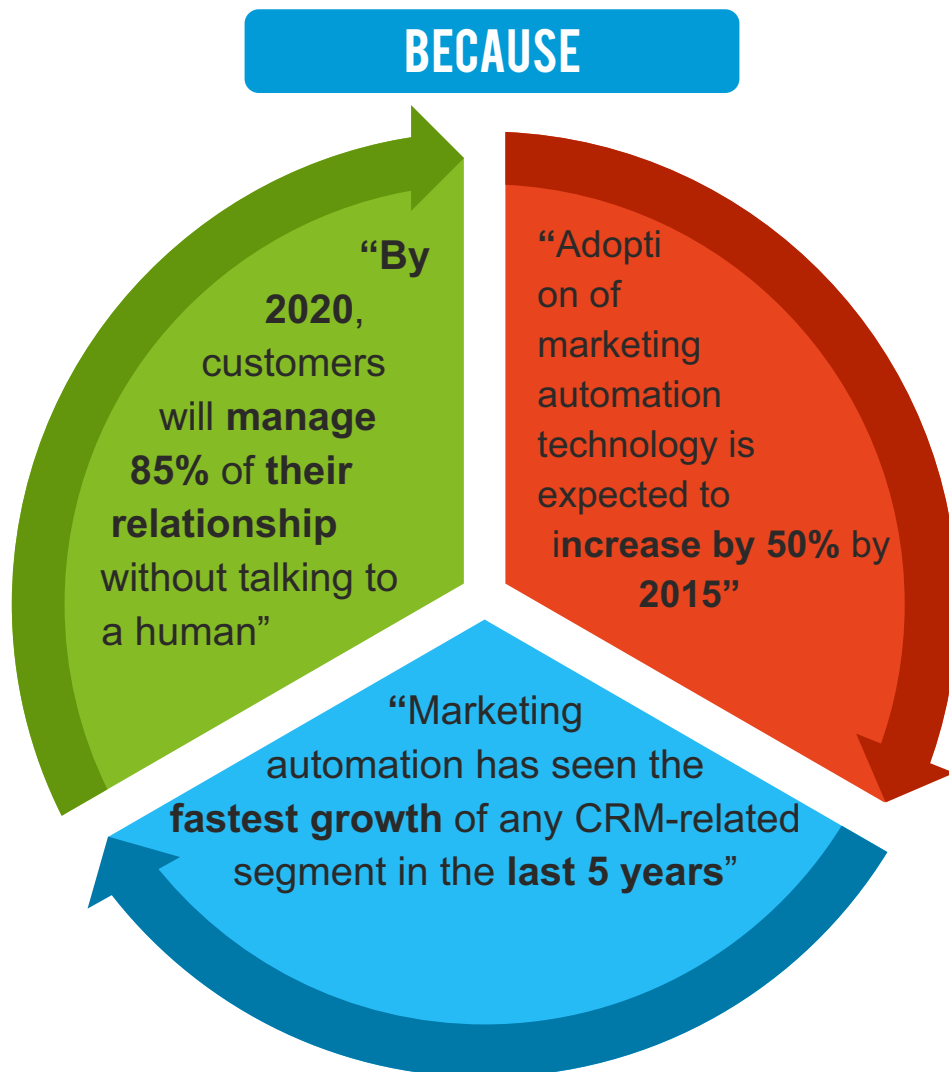 BECAUSE
“By
2020,
customers
will manage
85% of their
relationship
without talking to
a human”
“Adopti
on of
marketing
automation
technology is
expected to
increase by 50% by
2015”
“Marketing
automation has seen the
fastest growth of any CRM-related
segment in the last 5 years”